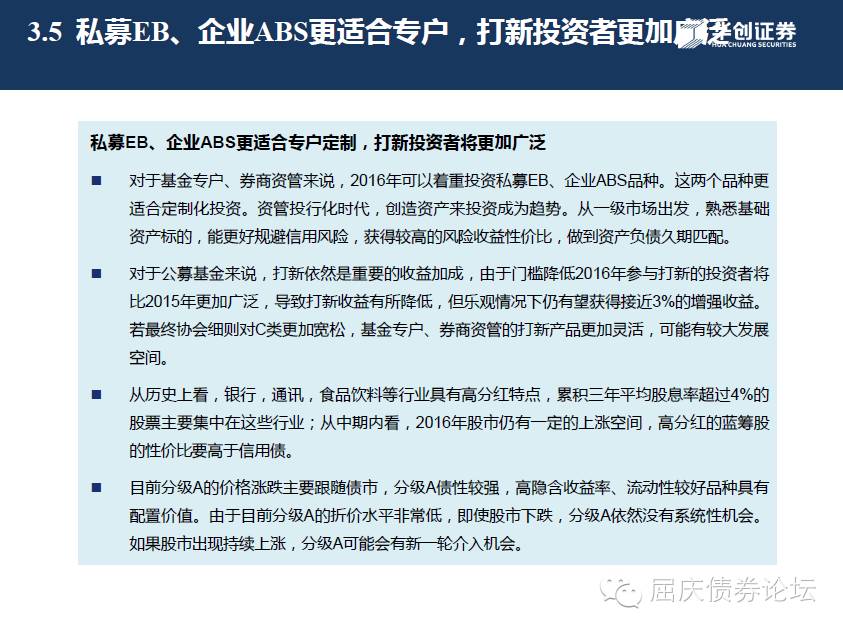 3.5 私募EB、企业ABS更适合专户，打新投资者更加广泛
华创证券
HUA CHUANG SECURITIES
私募EB、企业ABS更适合专户定制，打新投资者将更加广泛
对于基金专户、券商资管来说，2016年可以着重投资私募EB、企业ABS品种。这两个品种更
适合定制化投资。资管投行化时代，创造资产来投资成为趋势。从一级市场出发，熟悉基础
资产标的，能更好规避信用风险，获得较高的风险收益性价比，做到资产负债久期匹配。
对于公募基金来说，打新依然是重要的收益加成，由于门槛降低2016年参与打新的投资者将
比2015年更加广泛，导致打新收益有所降低，但乐观情况下仍有望获得接近3%的增强收益。
若最终协会细则对C类更加宽松，基金专户、券商资管的打新产品更加灵活，可能有较大发展
空间。
从历史上看，银行，通讯，食品饮料等行业具有高分红特点，累积三年平均股息率超过4%的
股票主要集中在这些行业；从中期内看，2016年股市仍有一定的上涨空间，高分红的蓝筹股
的性价比要高于信用债。
目前分级A的价格涨跌主要跟随债市，分级A债性较强，高隐含收益率、流动性较好品种具有
配置价值。由于目前分级A的折价水平非常低，即使股市下跌，分级A依然没有系统性机会。
如果股市出现持续上涨，分级A可能会有新一轮介入机会。
屈庆债券论坛